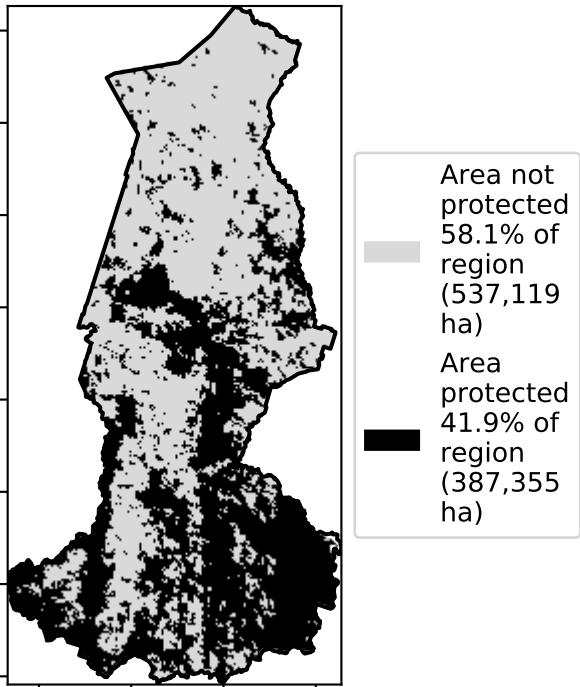 Area not
protected
58.1% of
region
(537,119
ha)
Area
protected
41.9% of
region
(387,355
ha)